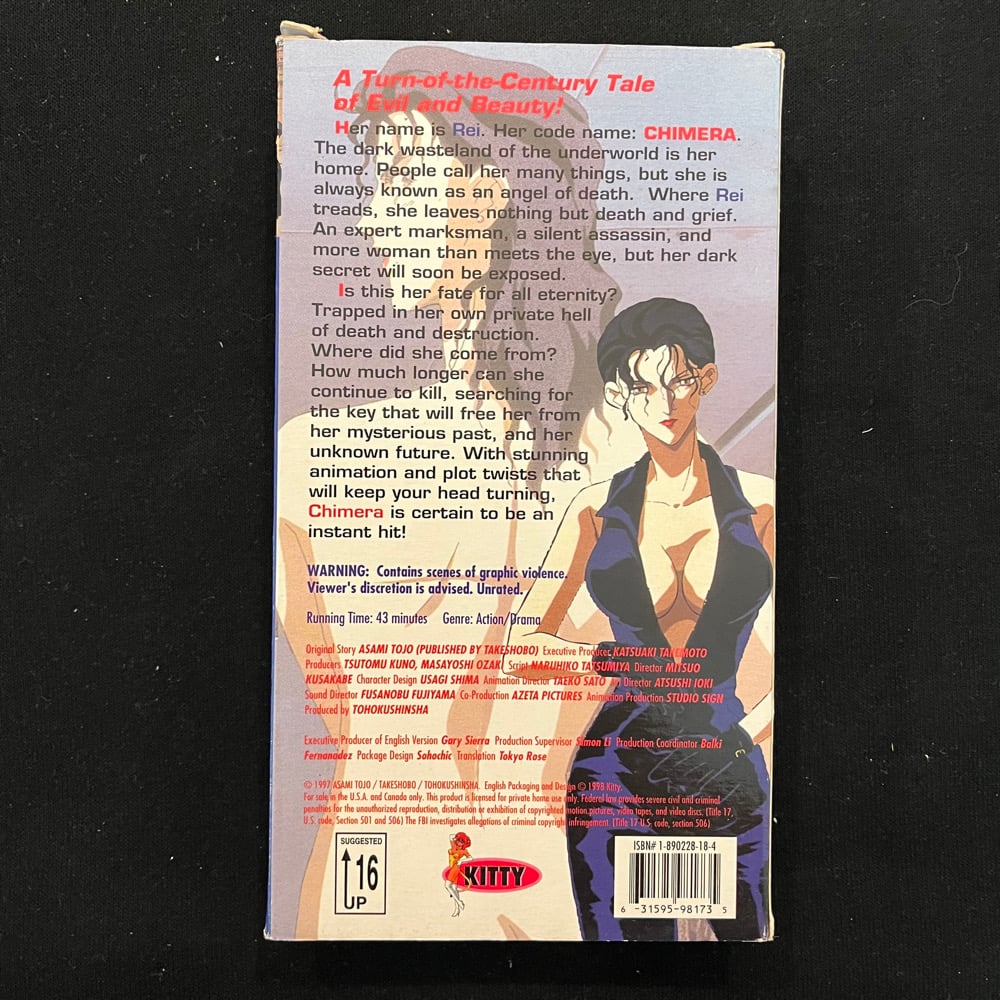 A Turn-of-the-Century Tale
of Evil and Beauty!
Her name is Rei. Her code name: CHIMERA.
The dark wasteland of the underworld is her
home. People call her many things, but she is
always known as an angel of death. Where Rei
treads, she leaves nothing but death and grief.
An expert marksman, a silent assassin, and
more woman than meets the eye, but her dark
secret will soon be exposed.
Is this her fate for all eternity?
Trapped in her own private hell
of death and destruction.
Where did she come from?
How much longer can she
continue to kill, searching for
the key that will free her from
her mysterious past, and her
unknown future. With stunning
animation and plot twists that
will keep your head turning,
Chimera is certain to be an
instant hit!
WARNING: Contains scenes of graphic violence.
Viewer's discretion is advised. Unrated.
Running Time: 43 minutes Genre: Action/Drama
Original Story ASAMI TOJO (PUBLISHED BY TAKESHOBO) Executive Producer KATSUAKI TAKEMOTO
Producers TSUTOMU KUNO, MASAYOSHI OZAKI Script NARUHIKO TATSUMIYA Director MITSUO
KUSAKABE Character Design USAGI SHIMA Animation Director TAEKO SATO Art Director ATSUSHI IOKI
Sound Director FUSANOBU FUJIYAMA Co-Production AZETA PICTURES Animation Production STUDIO SIGN
Produced by TOHOKUSHINSHA
Executive Producer of English Version Gary Sierra Production Supervisor Simon Li Production Coordinator Balki
Fernanadez Package Design Sohochic Translation Tokyo Rose
© 1997 ASAMI TOJO / TAKESHOBO / TOHOKUSHINSHA. English Packaging and Design © 1998 Kitty.
For sale in the U.S.A. and Canada only. This product is licensed for private home use only. Federal law provides severe civil and criminal
penalties for the unauthorized reproduction, distribution or exhibition of copyrighted motion pictures, video tapes, and video discs. (Title 17,
U.S. code, Section 501 and 506) The FBI investigates allegations of criminal copyright infringement. (Title 17 U.S. code, section 506)
SUGGESTED
16
UP
KITTY
ISBN# 1-890228-18-4
6 31595-98173 5